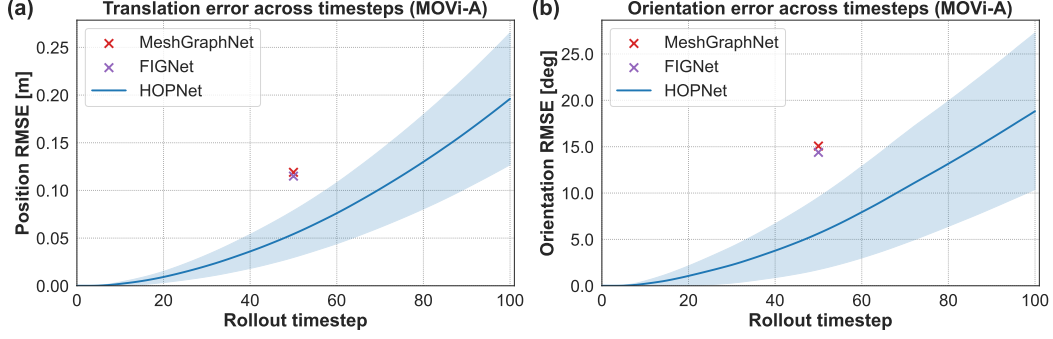 (a)
Translation error across timesteps (MOVi-A)
Position RMSE [m]
0.25
0.20
0.15
0.10
0.05
0.00
MeshGraphNet
FIGNet
HOPNet
0 20 40 60 80 100
Rollout timestep
(b)
Orientation error across timesteps (MOVi-A)
Orientation RMSE [deg]
25.0
20.0
15.0
10.0
5.0
0.0
MeshGraphNet
FIGNet
HOPNet
0 20 40 60 80 100
Rollout timestep